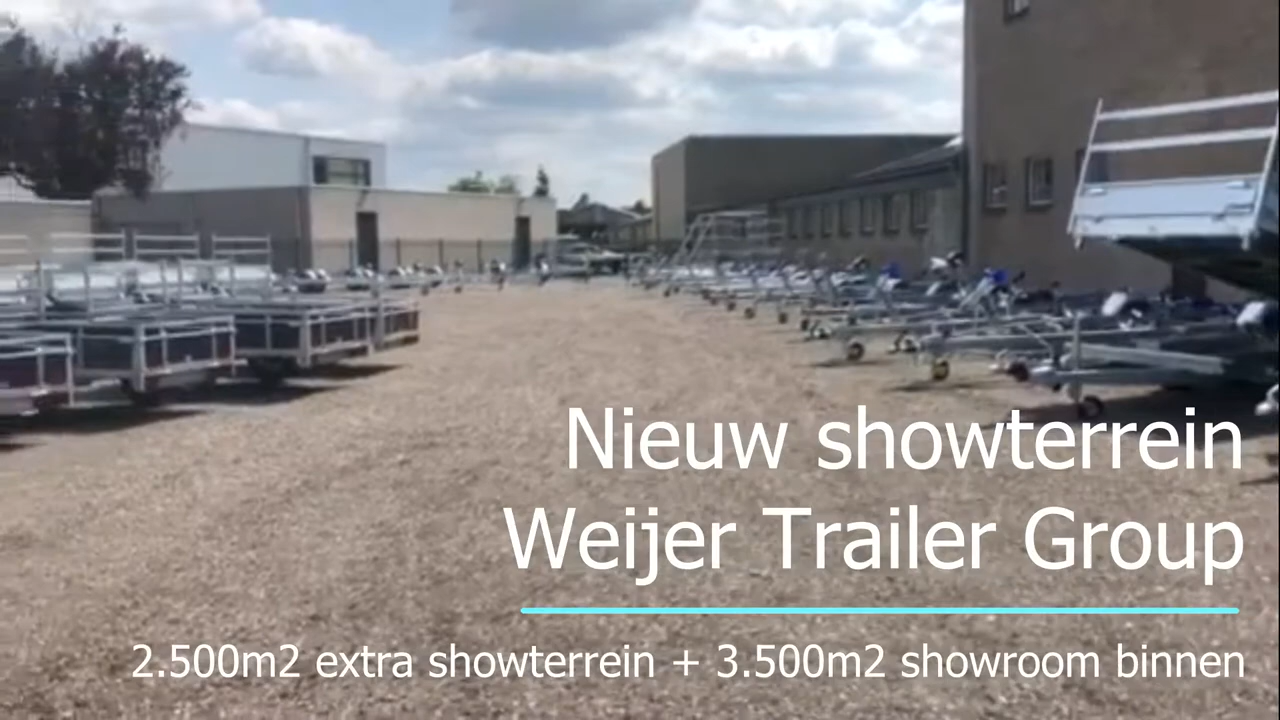 Nieuw showterrein
Weijer Trailer Group
2.500m2 extra showterrein + 3.500m2 showroom binnen